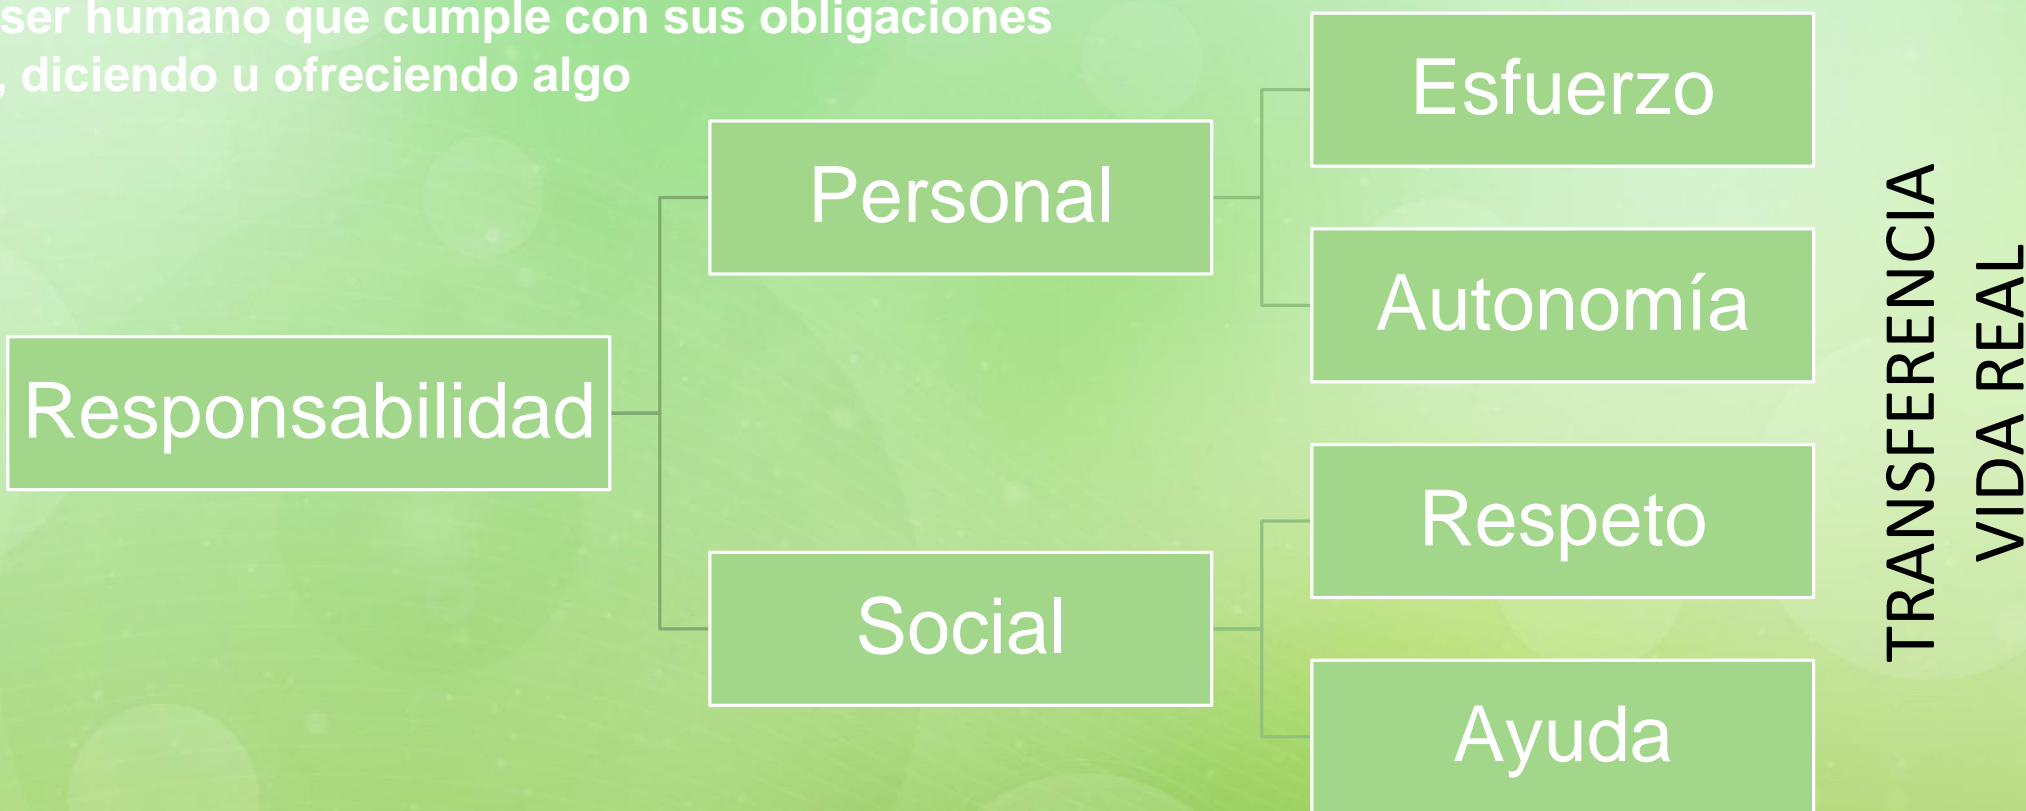 ser humano que cumple con sus obligaciones
, diciendo u ofreciendo algo
Responsabilidad
Personal
Esfuerzo
Autonomía
Social
Respeto
Ayuda
TRANSFERENCIA
VIDA REAL